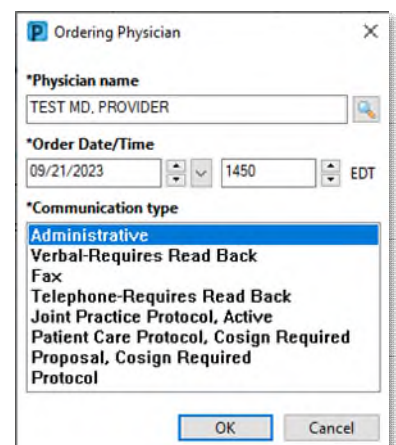 P Ordering Physician
*Physician name
TEST MD, PROVIDER
*Order Date/Time
09/21/2023 1450 EDT
*Communication type
Administrative
Verbal-Requires Read Back
Fax
Telephone-Requires Read Back
Joint Practice Protocol, Active
Patient Care Protocol, Cosign Required
Proposal, Cosign Required
Protocol
OK Cancel